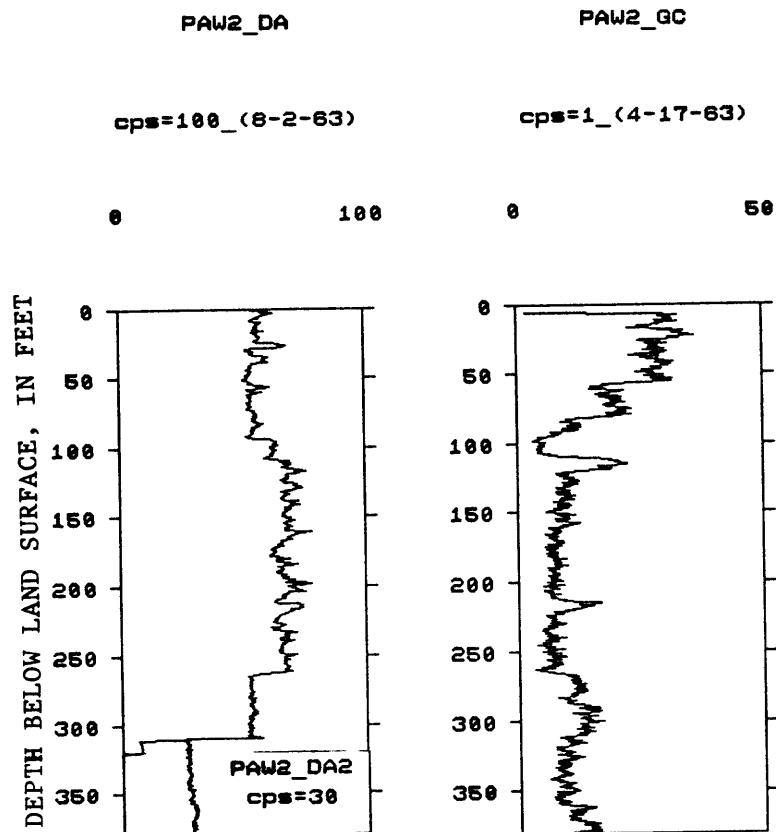 PAW2_DA
cps=100_(8-2-63)
0 100
DEPTH BELOW LAND SURFACE, IN FEET
0
50
100
150
200
250
300
350
PAW2_DA2
cps=30
PAW2_GC
cps=1_(4-17-63)
0 50
0
50
100
150
200
250
300
350